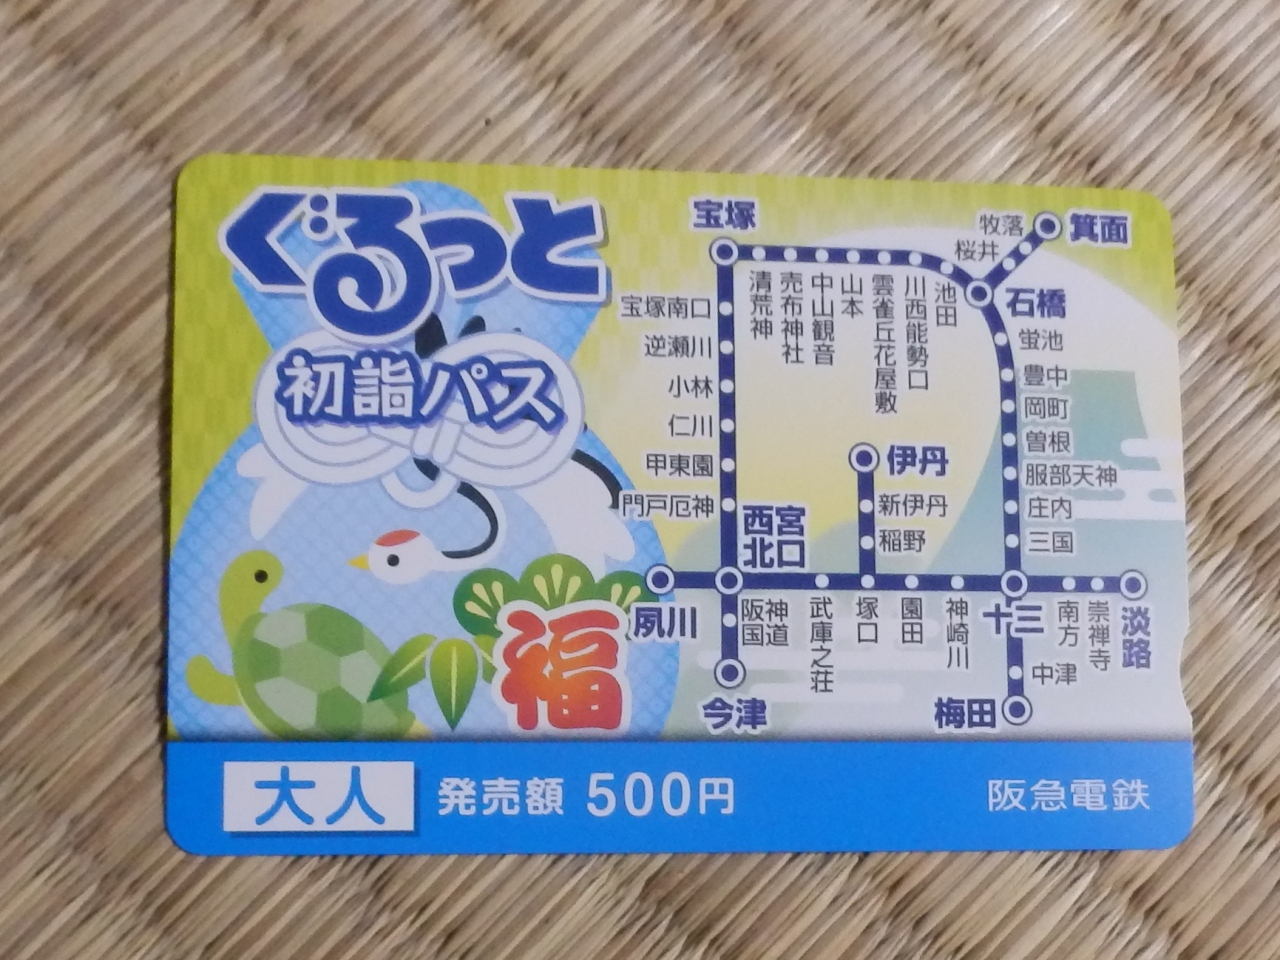 ぐるっと
初詣パス
福
宝塚
宝塚南口
逆瀬川
小林
仁川
甲東園
門戸厄神
西宮
北口
夙川
阪神
国道
今津
清荒神
売布神社
中山観音
山本
雲雀丘花屋敷
川西能勢口
池田
牧落
桜井
箕面
石橋
蛍池
豊中
岡町
曽根
服部天神
庄内
三国
伊丹
新伊丹
稲野
武庫之荘
塚口
園田
神崎川
十三
南方
崇禅寺
淡路
中津
梅田
大人
発売額 500円
阪急電鉄